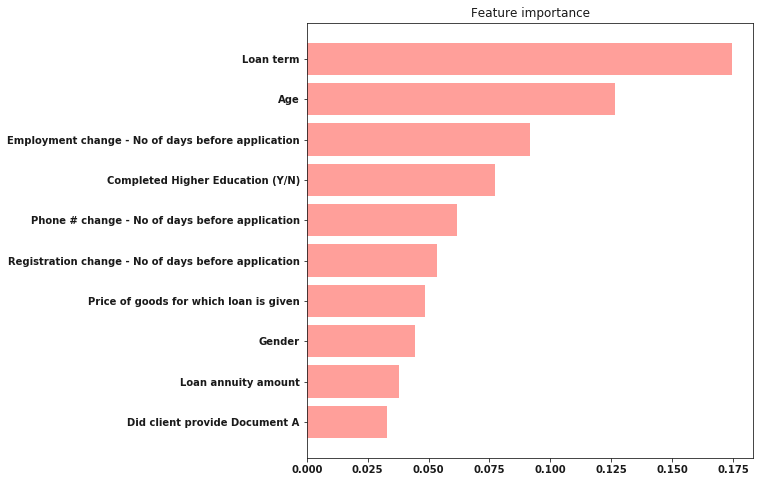 Feature importance
Loan term
Age
Employment change - No of days before application
Completed Higher Education (Y/N)
Phone # change - No of days before application
Registration change - No of days before application
Price of goods for which loan is given
Gender
Loan annuity amount
Did client provide Document A
0.000 0.025 0.050 0.075 0.100 0.125 0.150 0.175